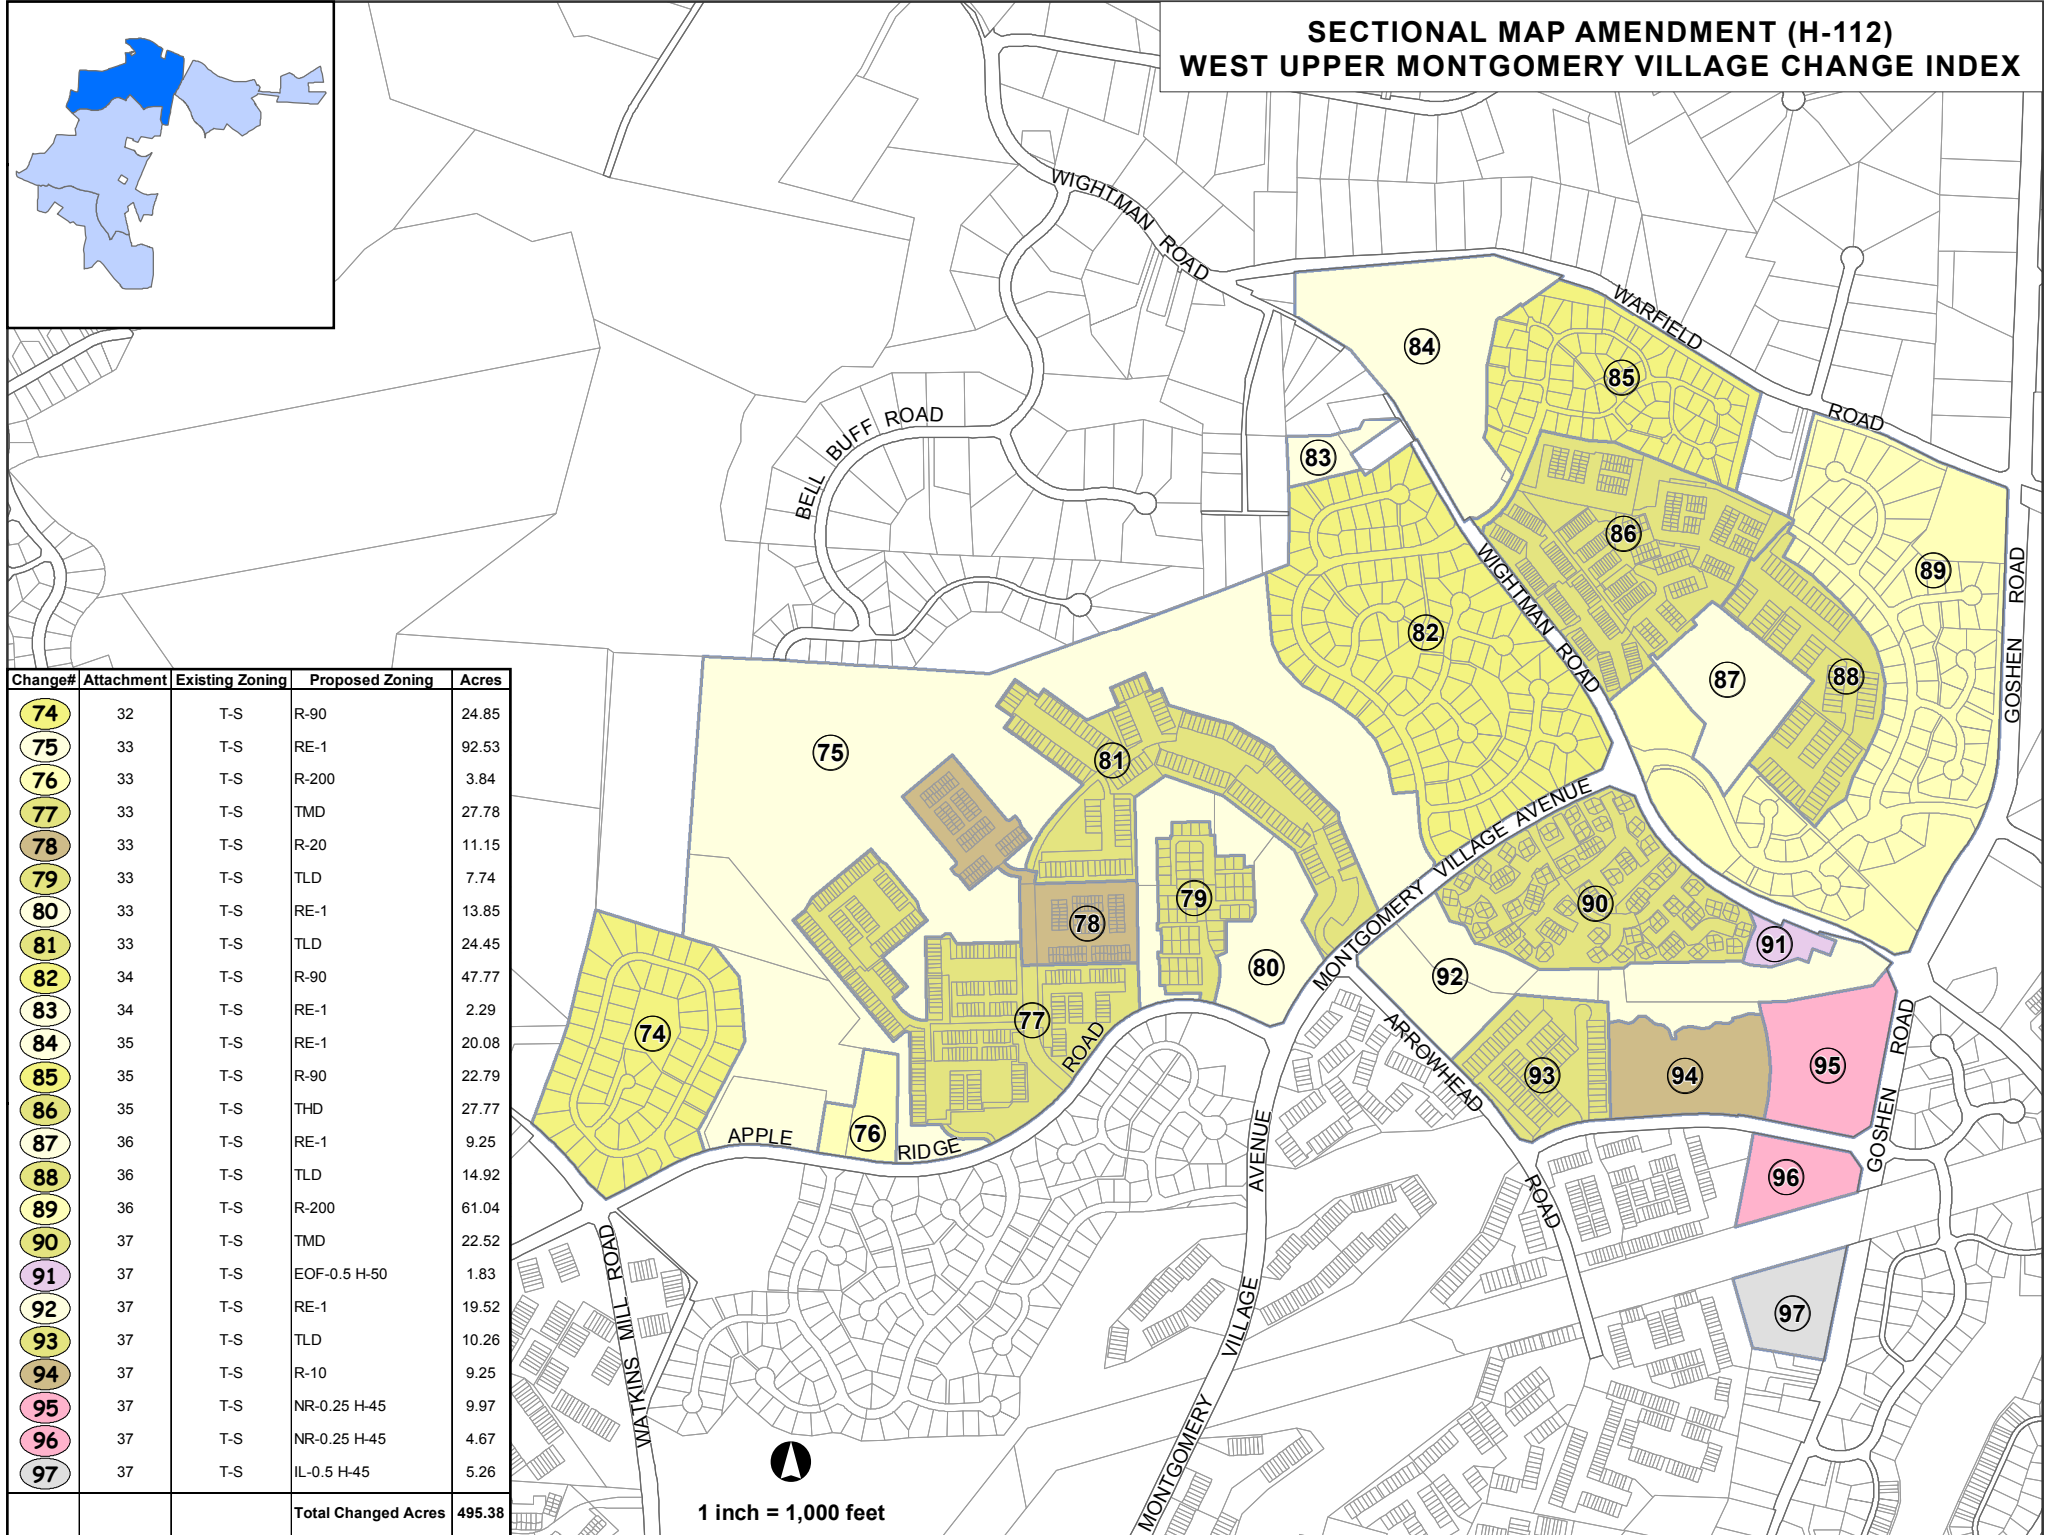 SECTIONAL MAP AMENDMENT (H-112)
WEST UPPER MONTGOMERY VILLAGE CHANGE INDEX
WIGHTMAN ROAD
WARFIELD ROAD
BELL BUFF ROAD
WIGHTMAN ROAD
GOSHEN ROAD
MONTGOMERY VILLAGE AVENUE
ARROWHEAD ROAD
GOSHEN ROAD
APPLE RIDGE ROAD
WATKINS MILL ROAD
MONTGOMERY VILLAGE AVENUE
84
85
83
86
89
82
87
88
75
81
79
78
90
91
80
92
77
74
76
93
94
95
96
97
Change# Attachment Existing Zoning Proposed Zoning Acres
74 32 T-S R-90 24.85
75 33 T-S RE-1 92.53
76 33 T-S R-200 3.84
77 33 T-S TMD 27.78
78 33 T-S R-20 11.15
79 33 T-S TLD 7.74
80 33 T-S RE-1 13.85
81 33 T-S TLD 24.45
82 34 T-S R-90 47.77
83 34 T-S RE-1 2.29
84 35 T-S RE-1 20.08
85 35 T-S R-90 22.79
86 35 T-S THD 27.77
87 36 T-S RE-1 9.25
88 36 T-S TLD 14.92
89 36 T-S R-200 61.04
90 37 T-S TMD 22.52
91 37 T-S EOF-0.5 H-50 1.83
92 37 T-S RE-1 19.52
93 37 T-S TLD 10.26
94 37 T-S R-10 9.25
95 37 T-S NR-0.25 H-45 9.97
96 37 T-S NR-0.25 H-45 4.67
97 37 T-S IL-0.5 H-45 5.26
Total Changed Acres 495.38
1 inch = 1,000 feet